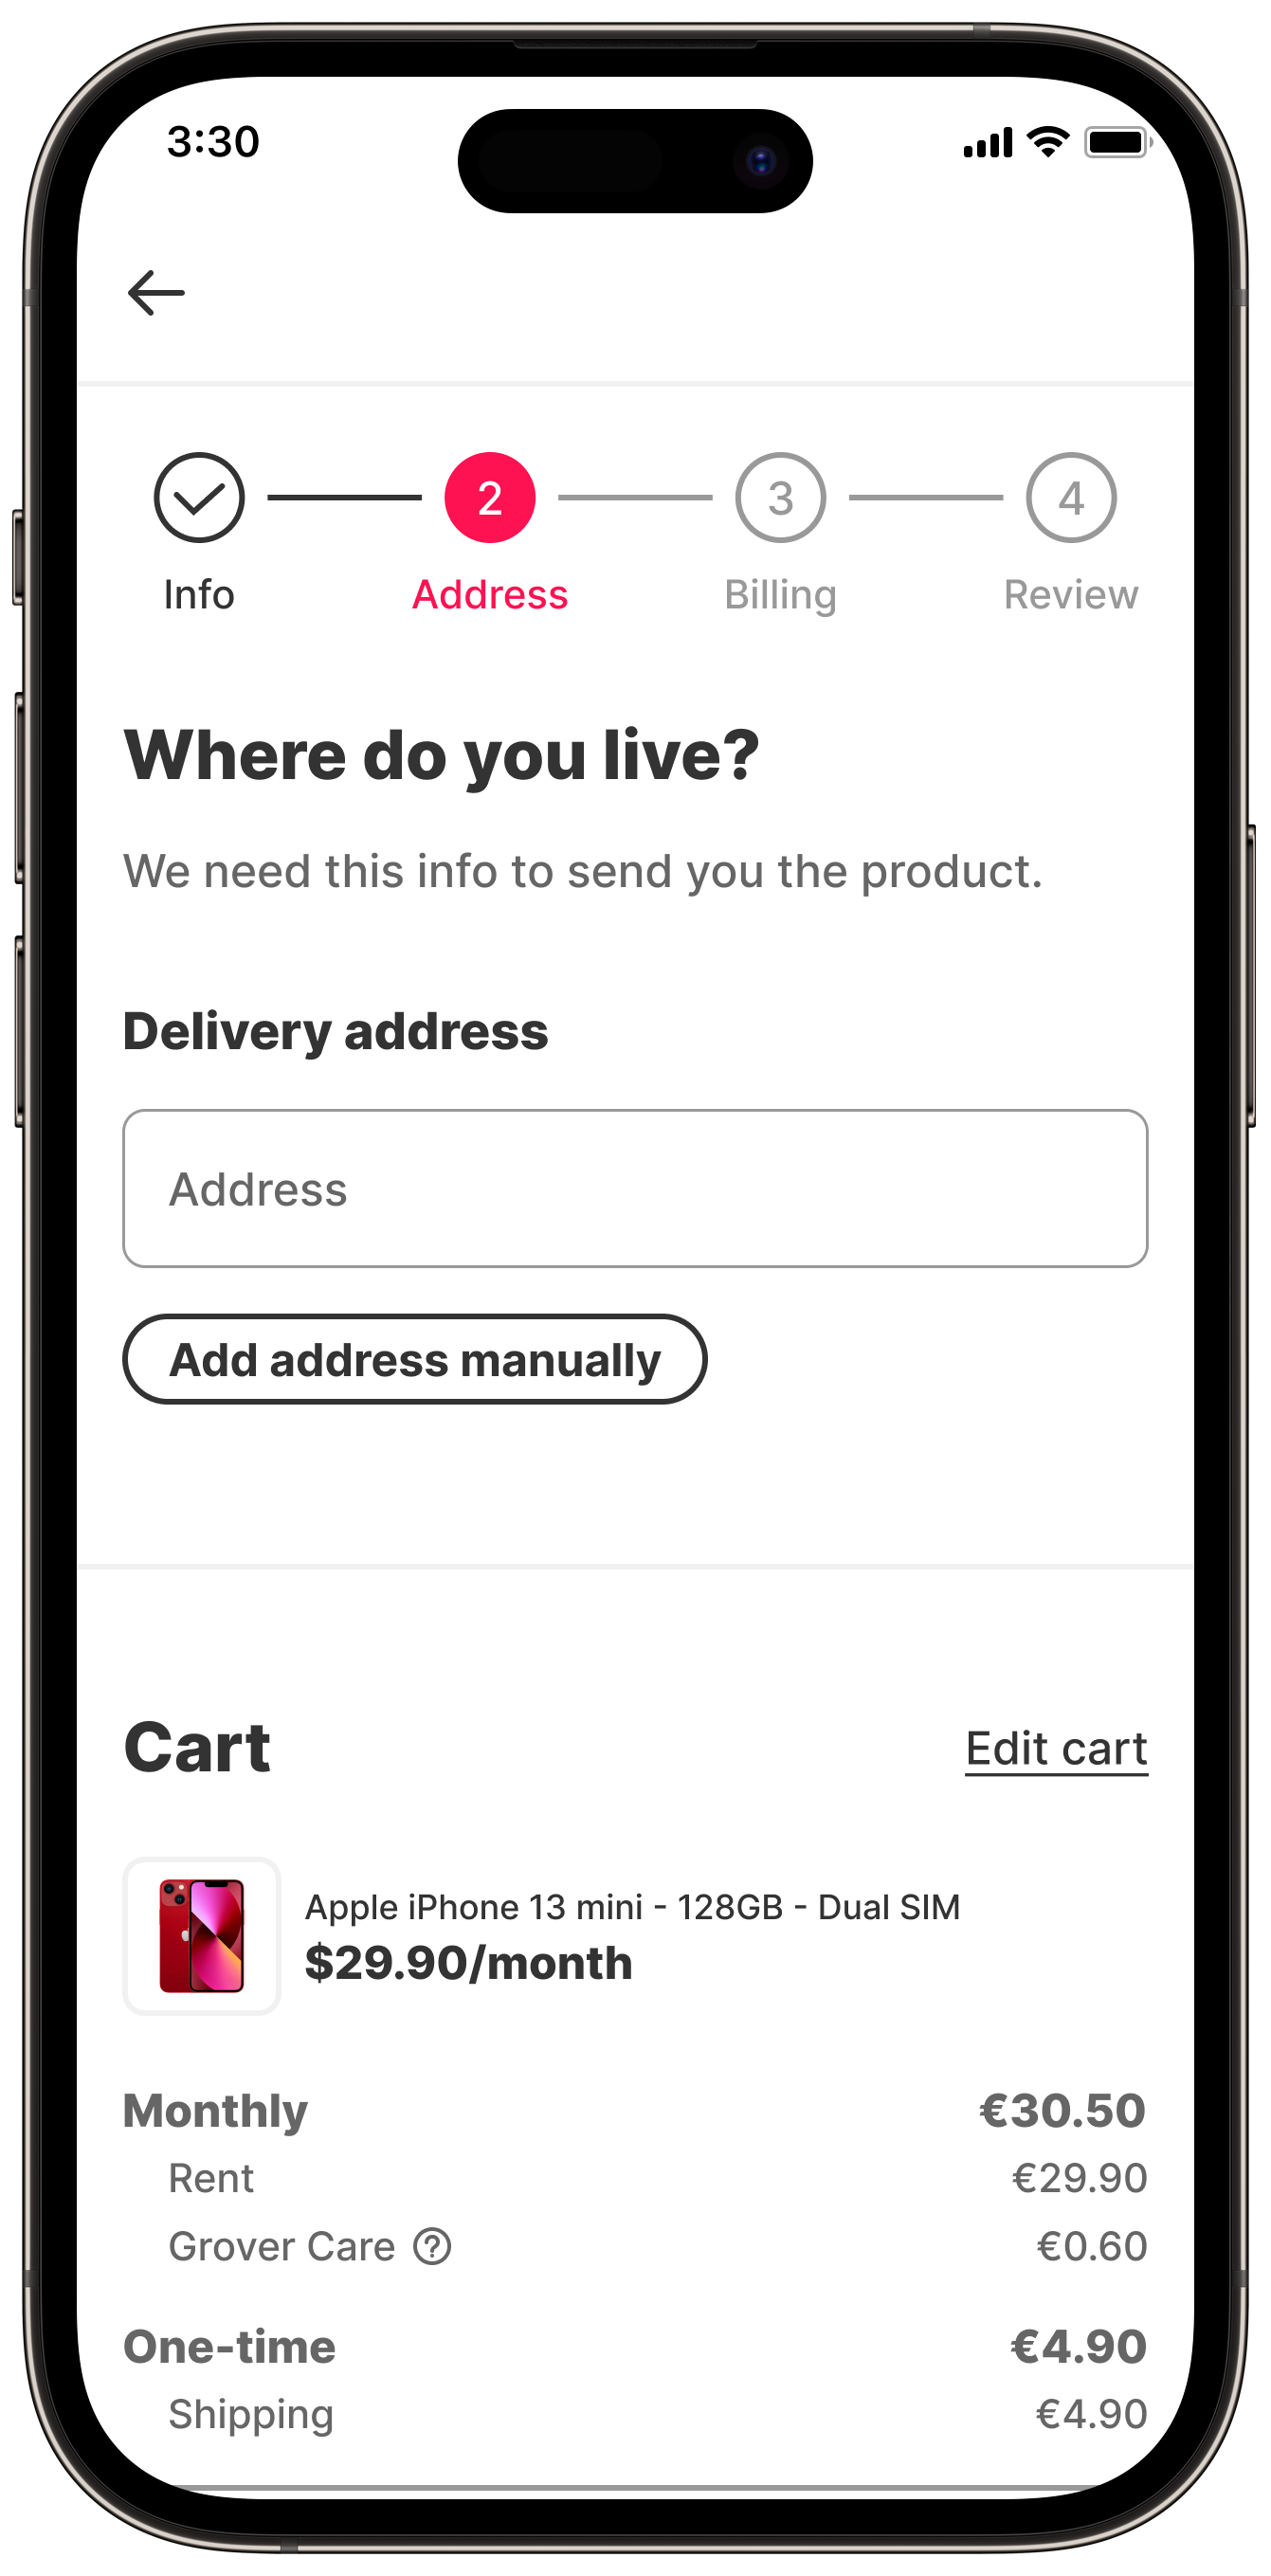 3:30
2
3
4
Info
Address
Billing
Review
Where do you live?
We need this info to send you the product.
Delivery address
Address
Add address manually
Cart
Edit cart
Apple iPhone 13 mini - 128GB - Dual SIM
$29.90/month
Monthly
€30.50
Rent
€29.90
Grover Care ?
€0.60
One-time
€4.90
Shipping
€4.90